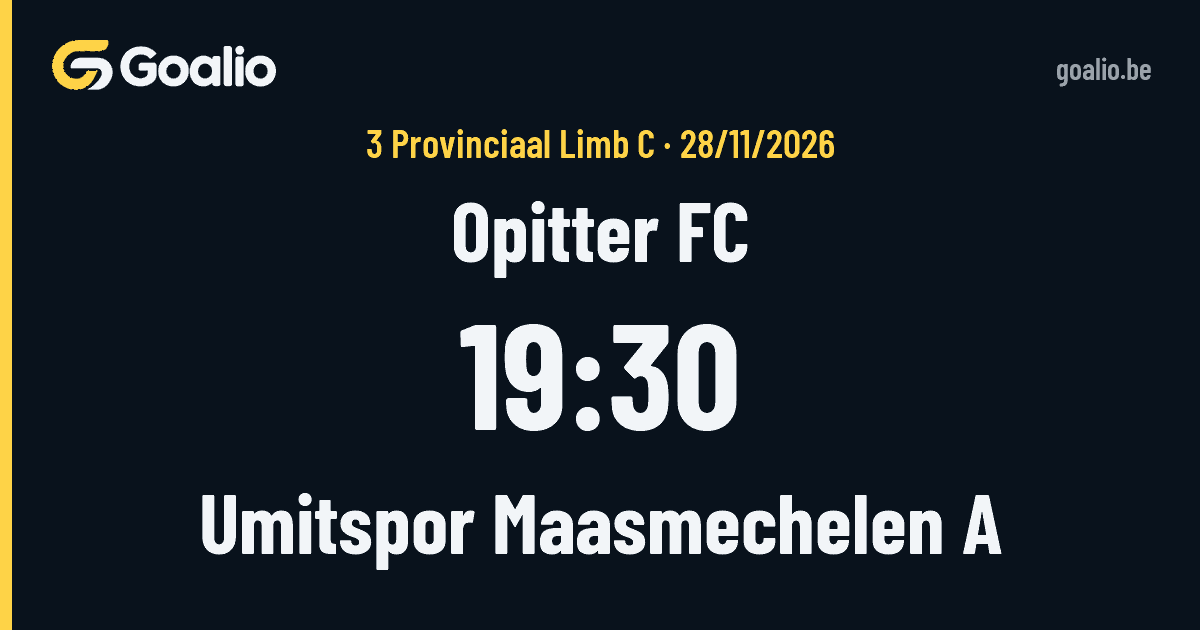 Goalio
goalio.be
3 Provinciaal Limb C · 28/11/2026
Opitter FC
19:30
Umitspor Maasmechelen A